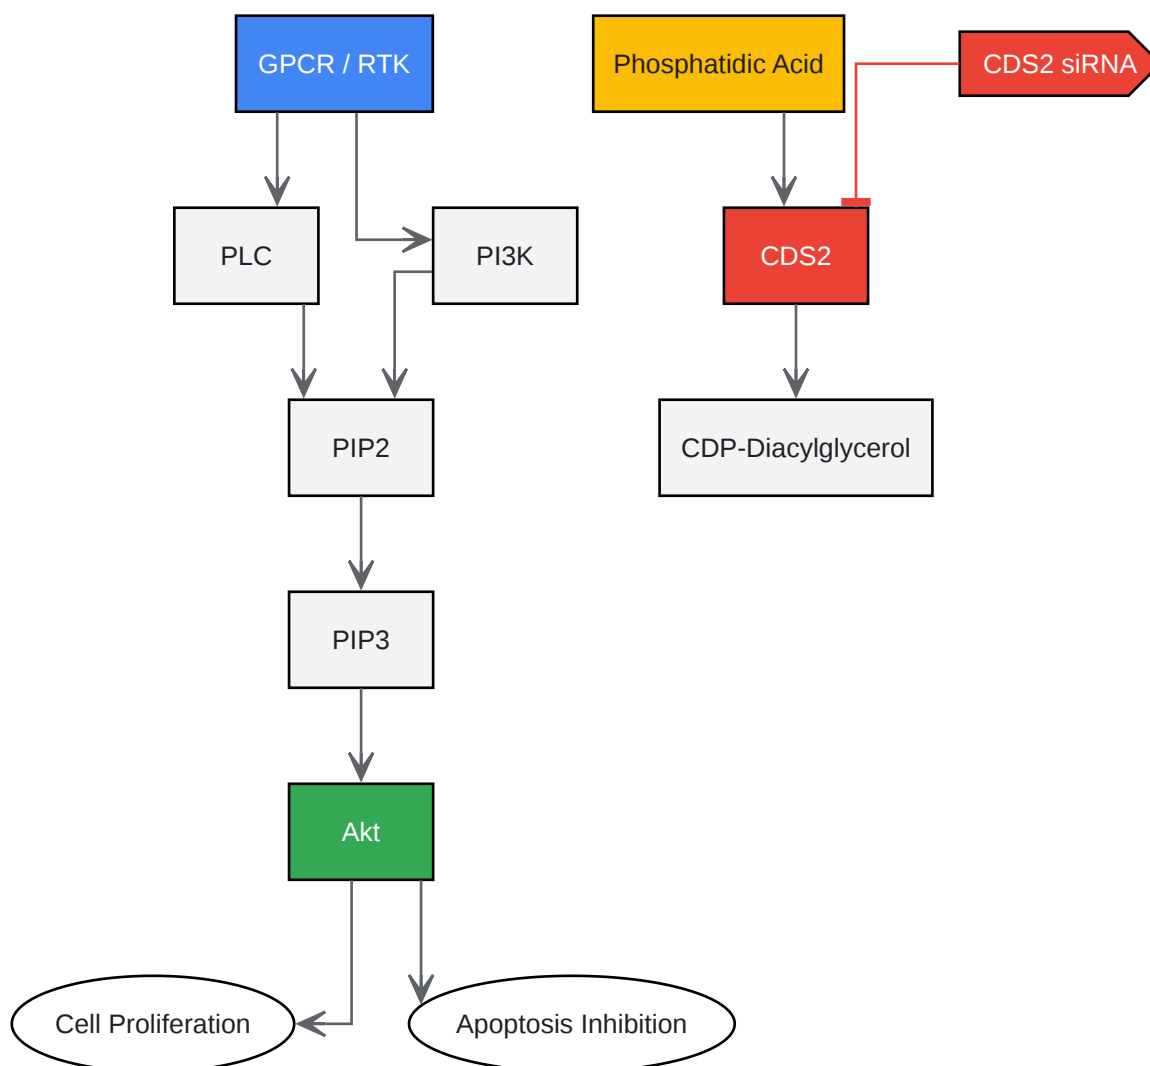 GPCR / RTK
Phosphatidic Acid
CDS2 siRNA
PLC
PI3K
CDS2
PIP2
CDP-Diacylglycerol
PIP3
Akt
Cell Proliferation
Apoptosis Inhibition